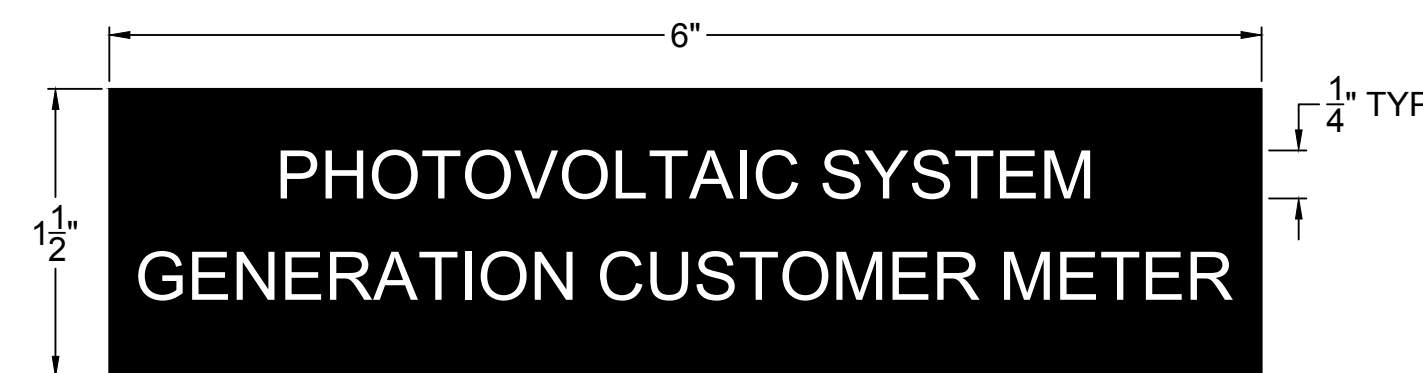 6"
1/4" TYP
PHOTOVOLTAIC SYSTEM
1 1/2"
GENERATION CUSTOMER METER